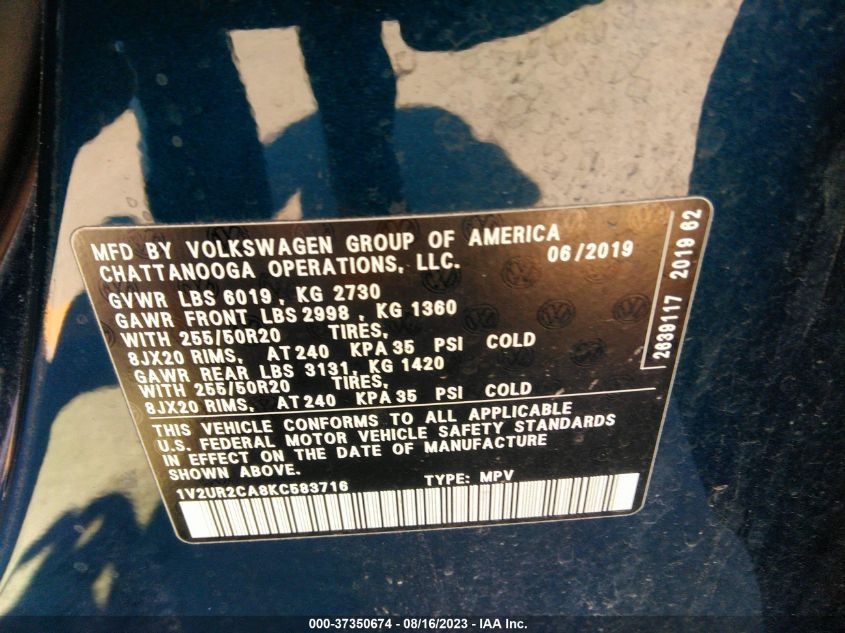 MFD BY VOLKSWAGEN GROUP OF AMERICA
CHATTANOOGA OPERATIONS, LLC. 06/2019
GVWR LBS 6019, KG 2730
GAWR FRONT LBS 2998, KG 1360
WITH 255/50R20 TIRES,
8JX20 RIMS, AT 240 KPA 35 PSI COLD
GAWR REAR LBS 3131, KG 1420
WITH 255/50R20 TIRES,
8JX20 RIMS, AT 240 KPA 35 PSI COLD
THIS VEHICLE CONFORMS TO ALL APPLICABLE
U.S. FEDERAL MOTOR VEHICLE SAFETY STANDARDS
IN EFFECT ON THE DATE OF MANUFACTURE
SHOWN ABOVE.
1V2UR2CA8KC583716 TYPE: MPV
2639117 2019 62
000-37350674 - 08/16/2023 - IAA Inc.